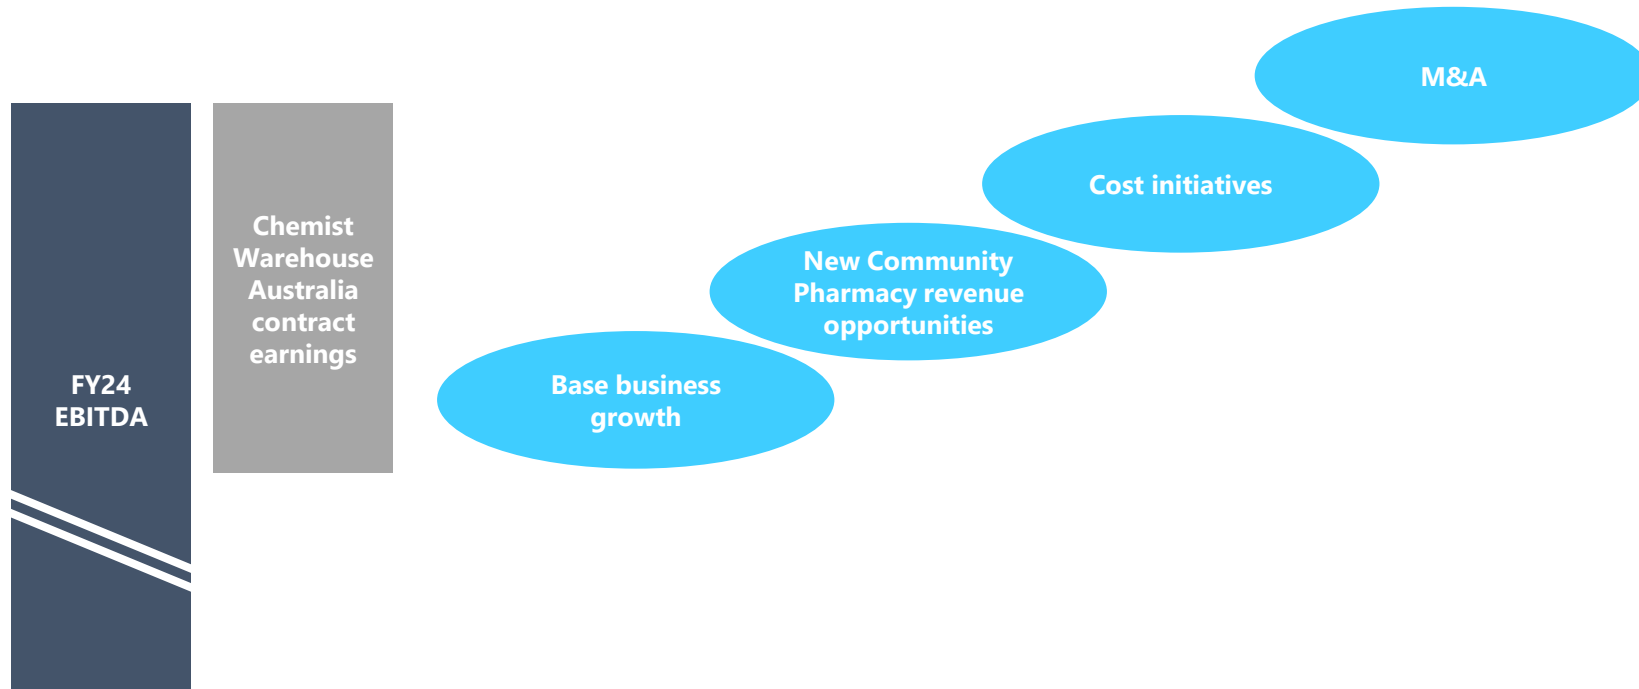 FY24
EBITDA
Chemist
Warehouse
Australia
contract
earnings
Base business
growth
New Community
Pharmacy revenue
opportunities
Cost initiatives
M&A